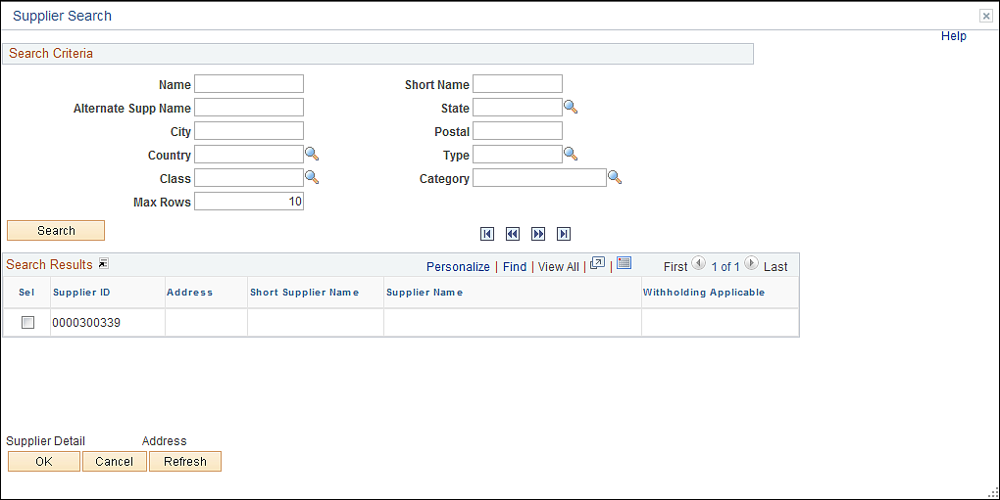 Supplier Search
Help
Search Criteria
Name Short Name
Alternate Supp Name State
City Postal
Country Type
Class Category
Max Rows 10
Search
Search Results Personalize | Find | View All | | First 1 of 1 Last
Sel Supplier ID Address Short Supplier Name Supplier Name Withholding Applicable
0000300339
Supplier Detail Address
OK Cancel Refresh